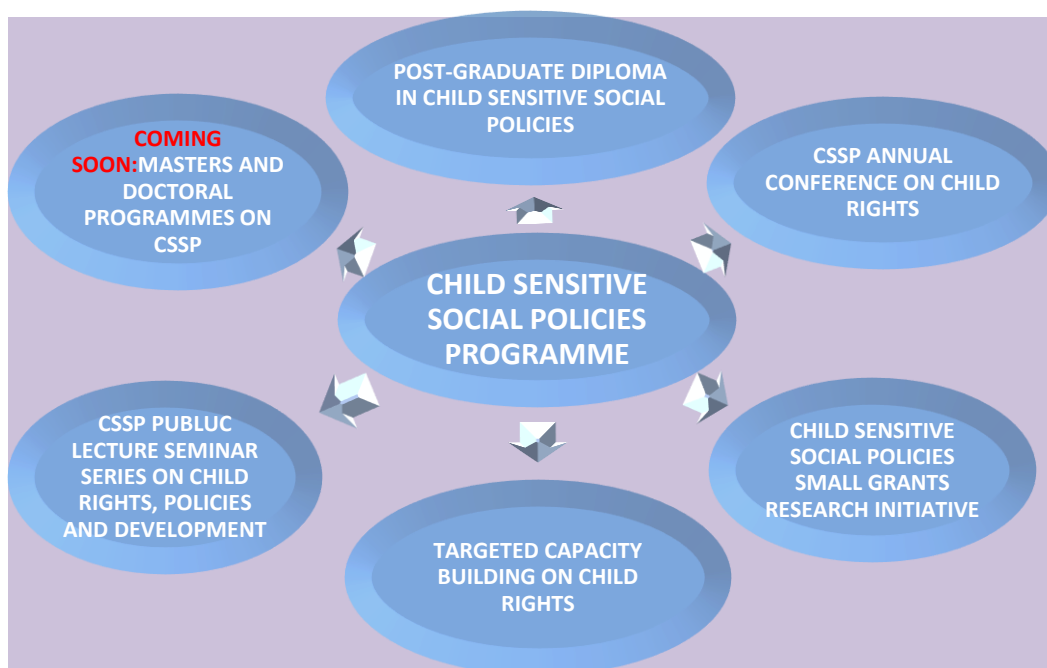 POST-GRADUATE DIPLOMA
IN CHILD SENSITIVE SOCIAL
POLICIES
COMING
SOON:MASTERS AND
DOCTORAL
PROGRAMMES ON
CSSP
CSSP ANNUAL
CONFERENCE ON CHILD
RIGHTS
CHILD SENSITIVE
SOCIAL POLICIES
PROGRAMME
CSSP PUBLUC
LECTURE SEMINAR
SERIES ON CHILD
RIGHTS, POLICIES
AND DEVELOPMENT
CHILD SENSITIVE
SOCIAL POLICIES
SMALL GRANTS
RESEARCH INITIATIVE
TARGETED CAPACITY
BUILDING ON CHILD
RIGHTS